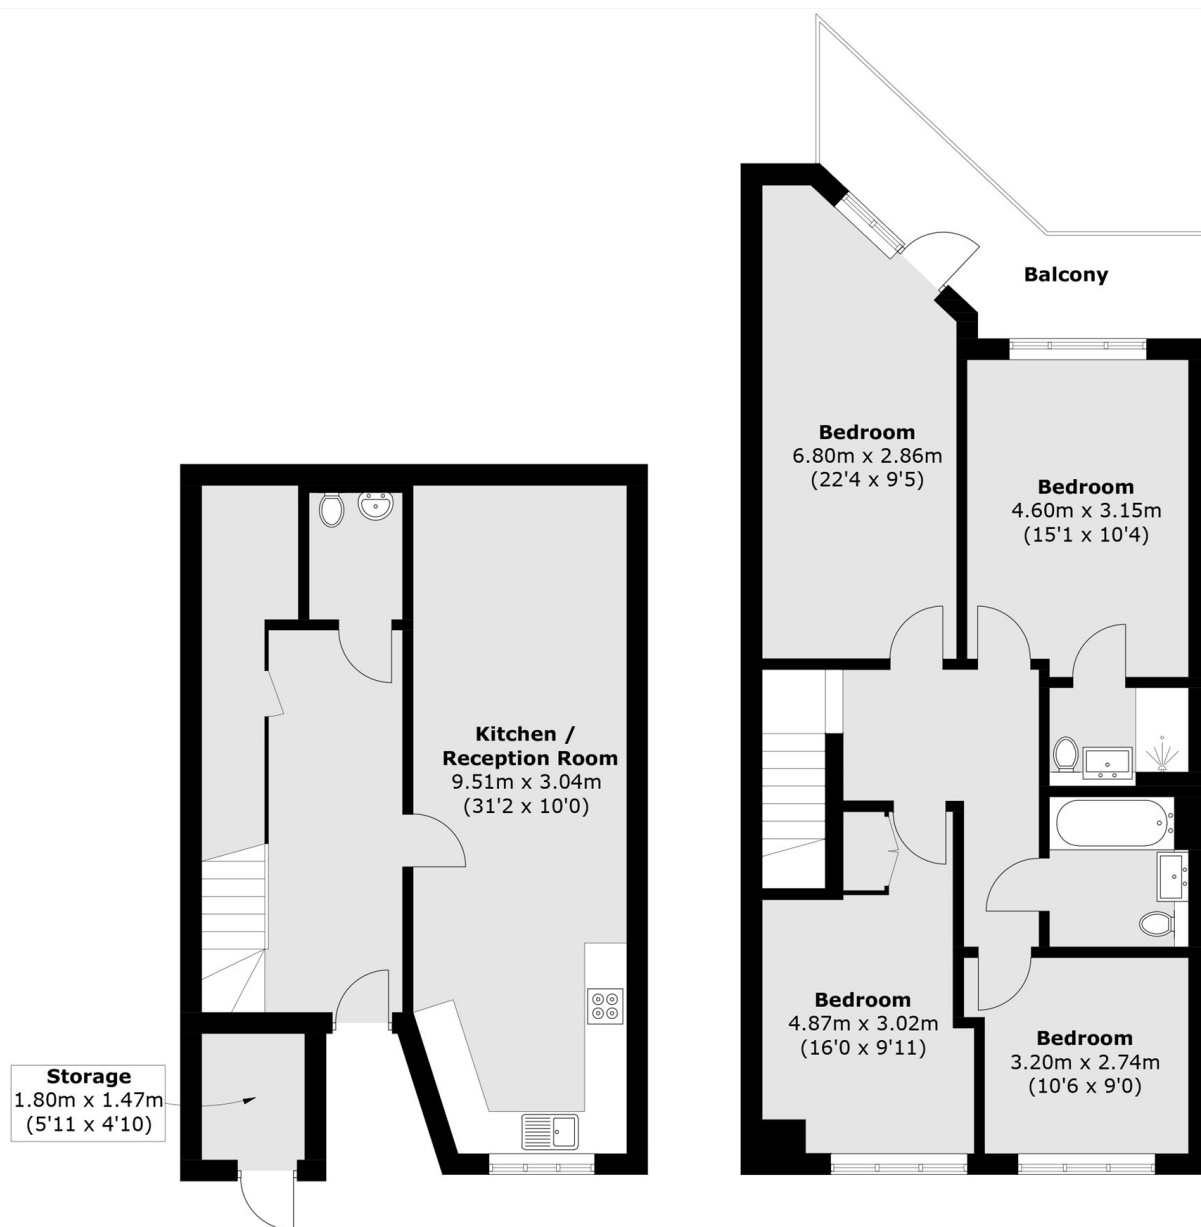 Balcony
Bedroom
6.80m x 2.86m
(22'4 x 9'5)
Bedroom
4.60m x 3.15m
(15'1 x 10'4)
Kitchen /
Reception Room
9.51m x 3.04m
(31'2 x 10'0)
Bedroom
4.87m x 3.02m
(16'0 x 9'11)
Bedroom
3.20m x 2.74m
(10'6 x 9'0)
Storage
1.80m x 1.47m
(5'11 x 4'10)